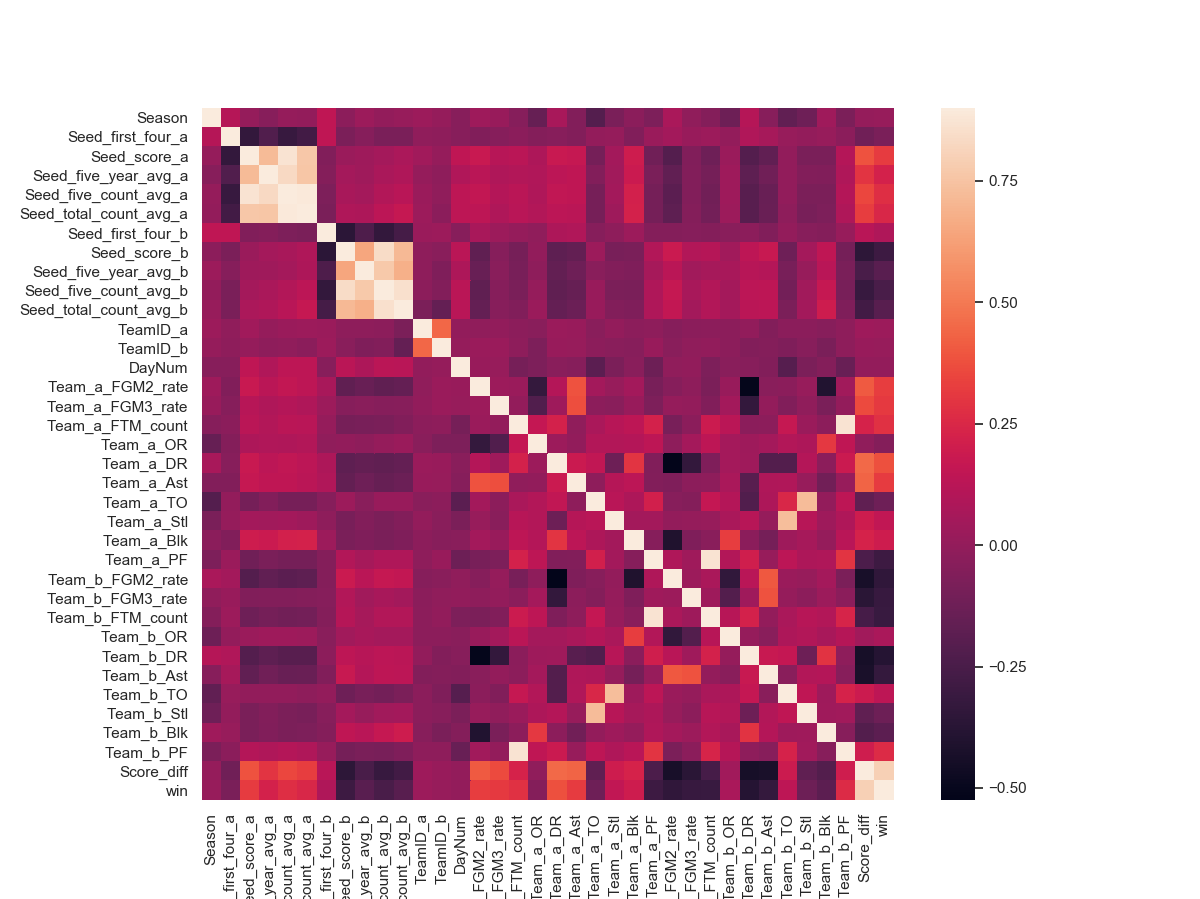 Season
Seed_first_four_a
Seed_score_a
Seed_five_year_avg_a
Seed_five_count_avg_a
Seed_total_count_avg_a
Seed_first_four_b
Seed_score_b
Seed_five_year_avg_b
Seed_five_count_avg_b
Seed_total_count_avg_b
TeamID_a
TeamID_b
DayNum
Team_a_FGM2_rate
Team_a_FGM3_rate
Team_a_FTM_count
Team_a_OR
Team_a_DR
Team_a_Ast
Team_a_TO
Team_a_Stl
Team_a_Blk
Team_a_PF
Team_b_FGM2_rate
Team_b_FGM3_rate
Team_b_FTM_count
Team_b_OR
Team_b_DR
Team_b_Ast
Team_b_TO
Team_b_Stl
Team_b_Blk
Team_b_PF
Score_diff
win
0.75
0.50
0.25
0.00
−0.25
−0.50
Season
_first_four_a
eed_score_a
_year_avg_a
count_avg_a
count_avg_a
_first_four_b
eed_score_b
_year_avg_b
count_avg_b
count_avg_b
TeamID_a
TeamID_b
DayNum
_FGM2_rate
_FGM3_rate
_FTM_count
Team_a_OR
Team_a_DR
Team_a_Ast
Team_a_TO
Team_a_Stl
Team_a_Blk
Team_a_PF
_FGM2_rate
_FGM3_rate
_FTM_count
Team_b_OR
Team_b_DR
Team_b_Ast
Team_b_TO
Team_b_Stl
Team_b_Blk
Team_b_PF
Score_diff
win